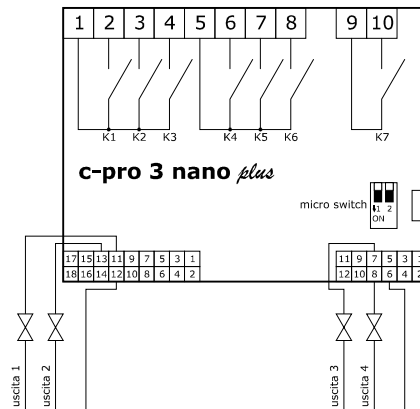 1 2 3 4 5 6 7 8 9 10
K1 K2 K3 K4 K5 K6 K7
c-pro 3 nano plus
micro switch 1 2
ON
17 15 13 11 9 7 5 3 1 11 9 7 5 3
18 16 14 12 10 8 6 4 2 12 10 8 6 4 2
uscita 1
uscita 2
uscita 3
uscita 4